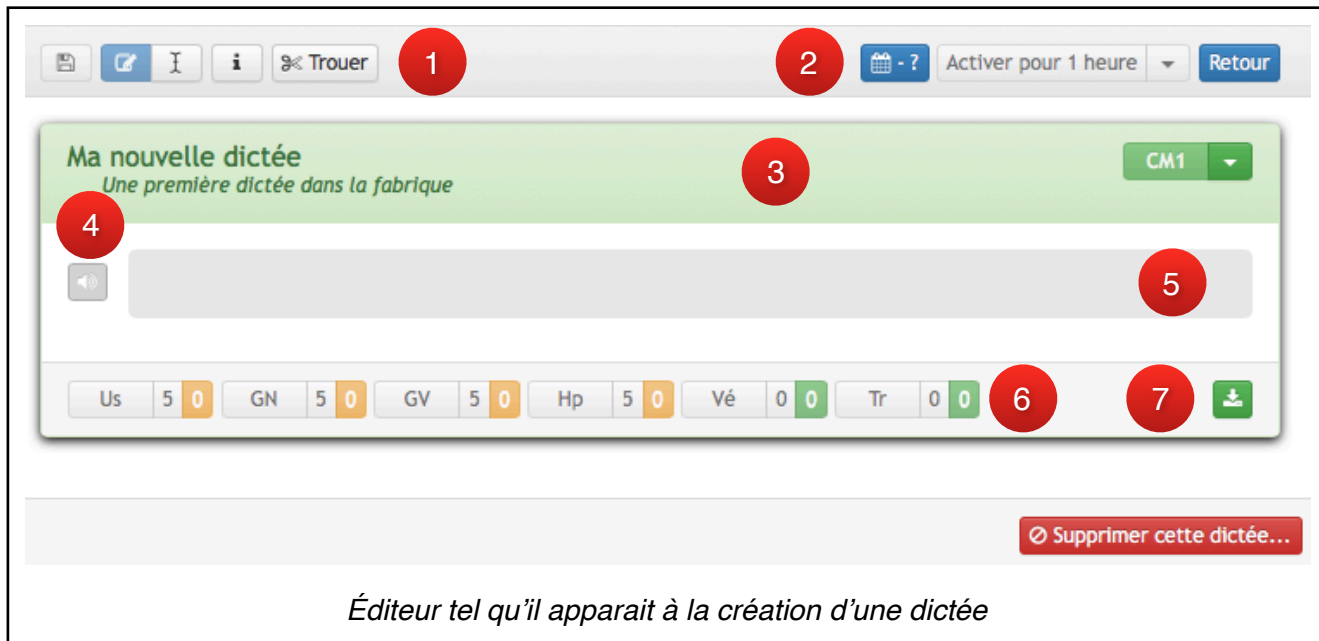 i Trouer 1 2 - ? Activer pour 1 heure Retour
Ma nouvelle dictée 3 CM1
Une première dictée dans la fabrique
4
5
Us 5 0 GN 5 0 GV 5 0 Hp 5 0 Vé 0 0 Tr 0 0 6 7
Supprimer cette dictée...
Éditeur tel qu'il apparait à la création d'une dictée